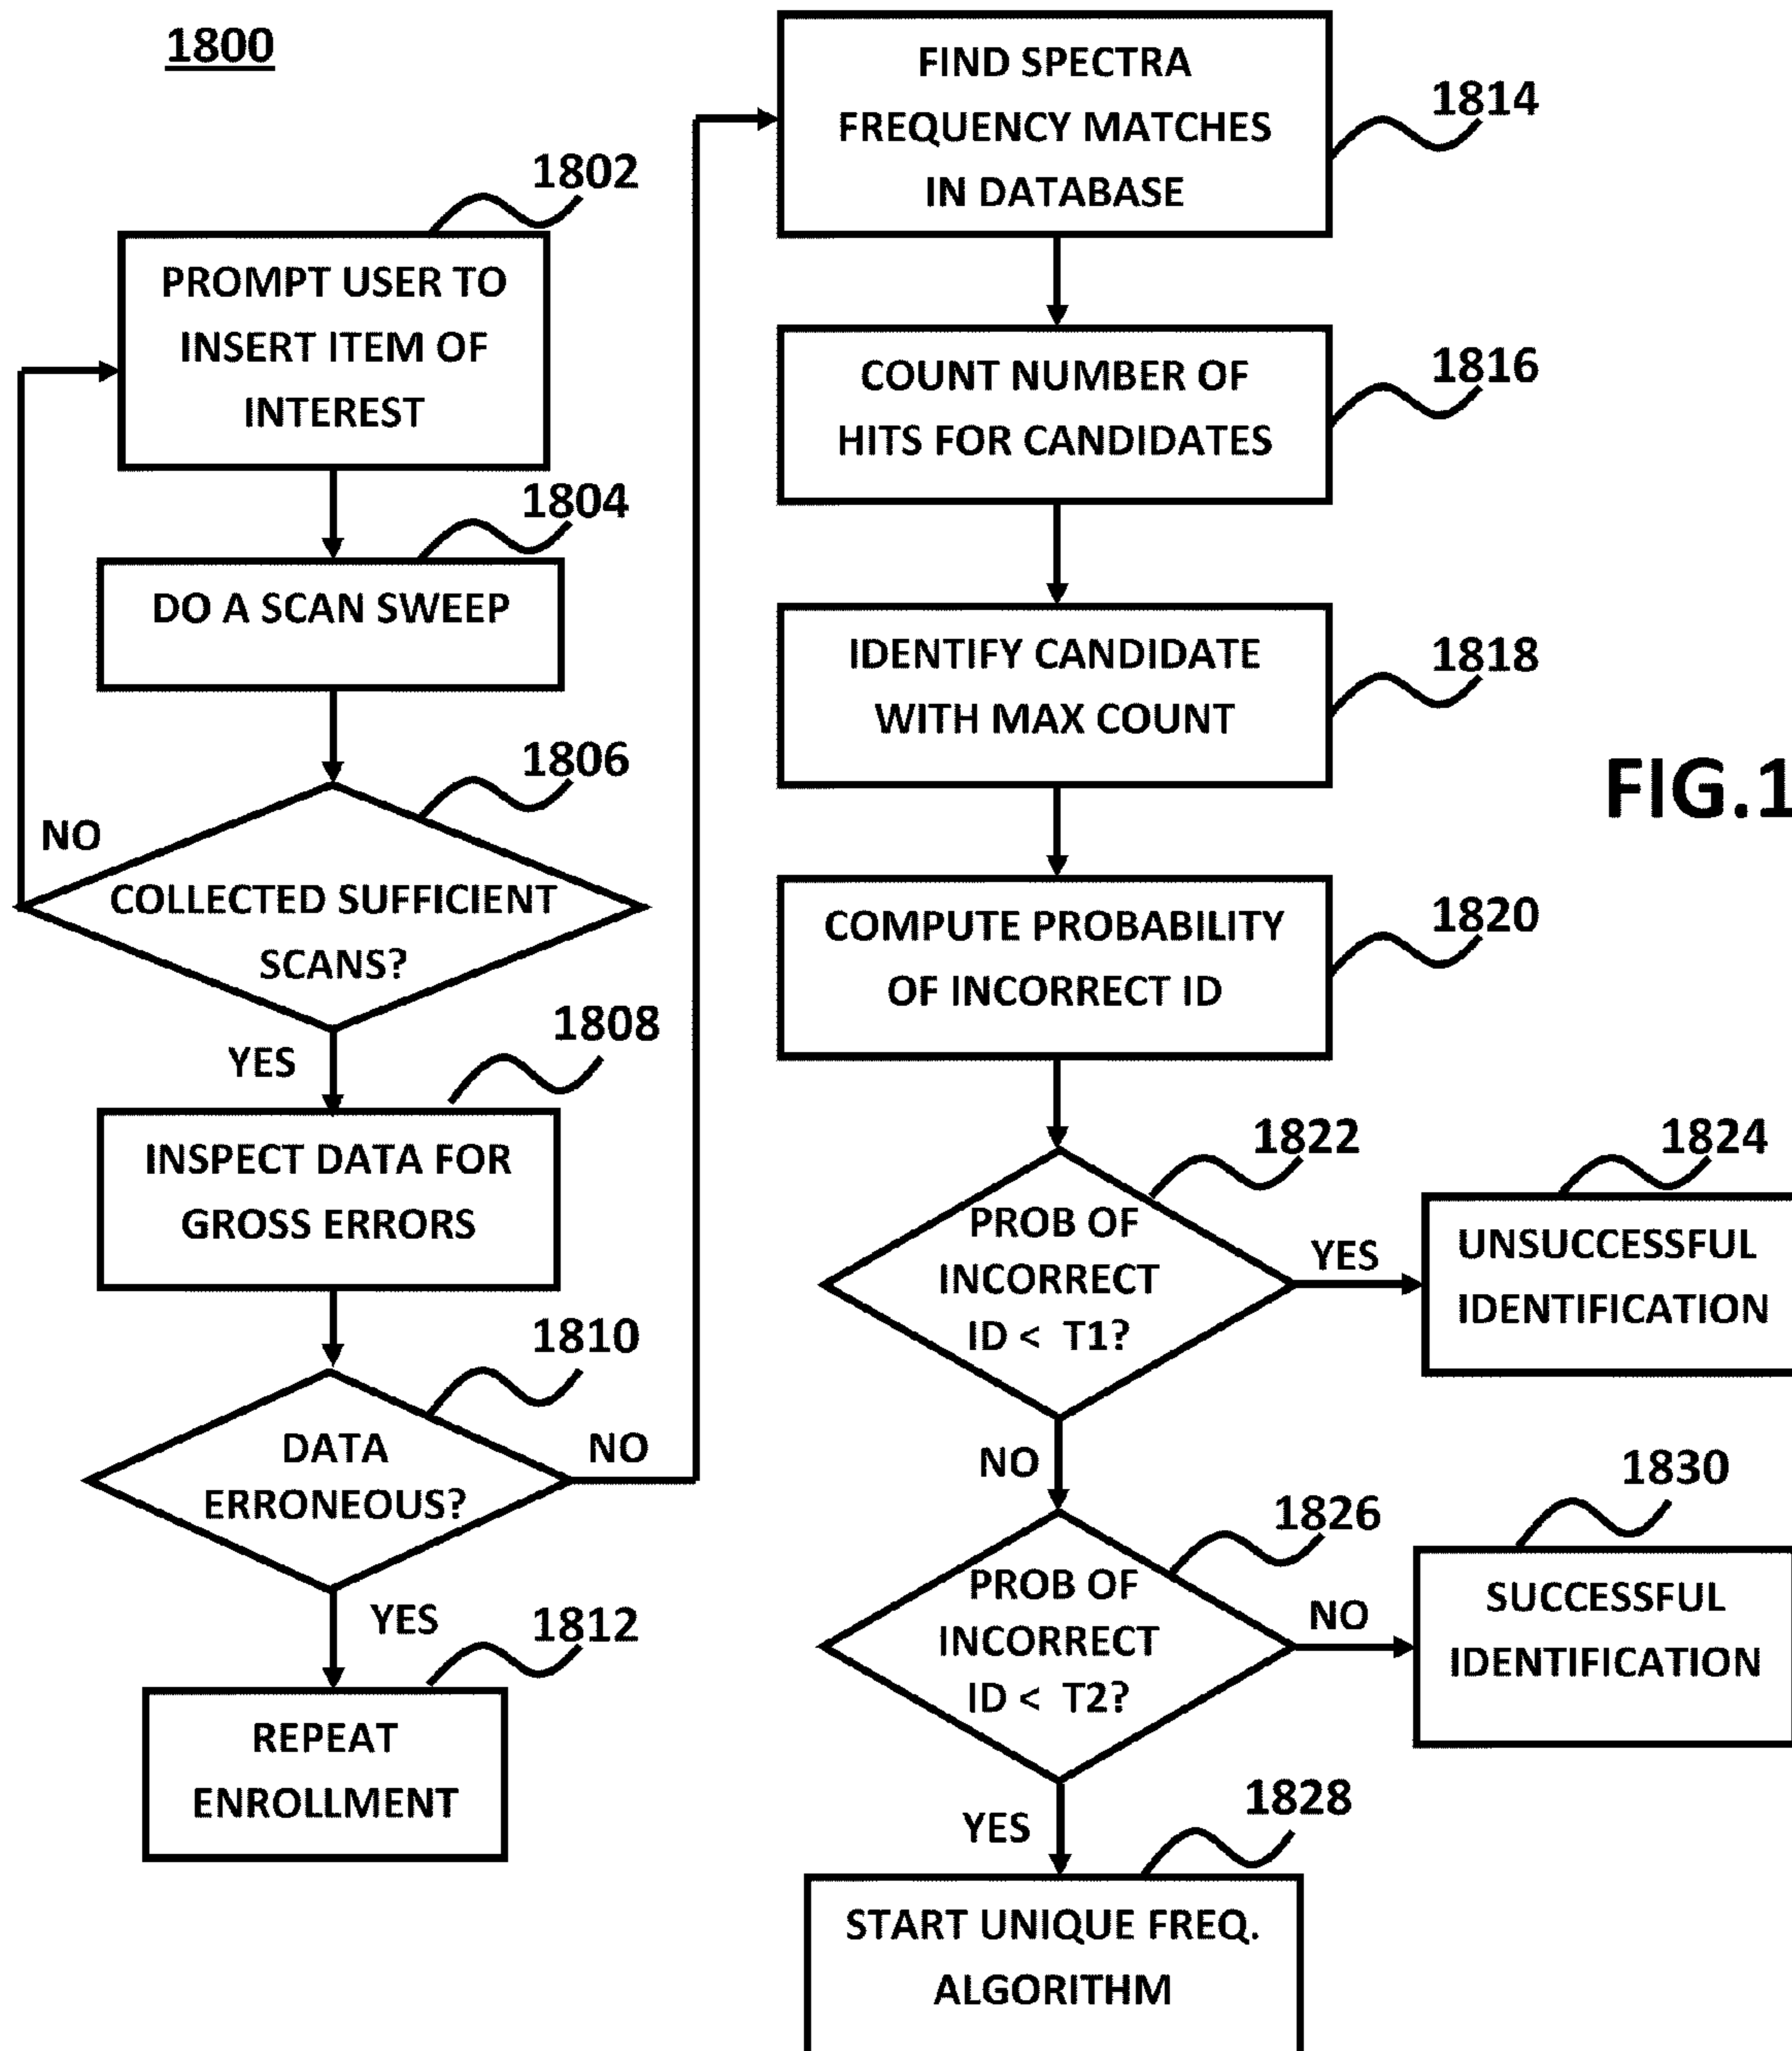 1800
1802
PROMPT USER TO
INSERT ITEM OF
INTEREST
1804
DO A SCAN SWEEP
1806
NO
COLLECTED SUFFICIENT
SCANS?
YES
1808
INSPECT DATA FOR
GROSS ERRORS
1810
DATA
ERRONEOUS?
NO
YES
1812
REPEAT
ENROLLMENT
FIND SPECTRA
FREQUENCY MATCHES
IN DATABASE
1814
COUNT NUMBER OF
HITS FOR CANDIDATES
1816
IDENTIFY CANDIDATE
WITH MAX COUNT
1818
FIG.1
COMPUTE PROBABILITY
OF INCORRECT ID
1820
1822
PROB OF
INCORRECT
ID < T1?
YES
1824
UNSUCCESSFUL
IDENTIFICATION
NO
1826
PROB OF
INCORRECT
ID < T2?
NO
1830
SUCCESSFUL
IDENTIFICATION
YES
1828
START UNIQUE FREQ.
ALGORITHM